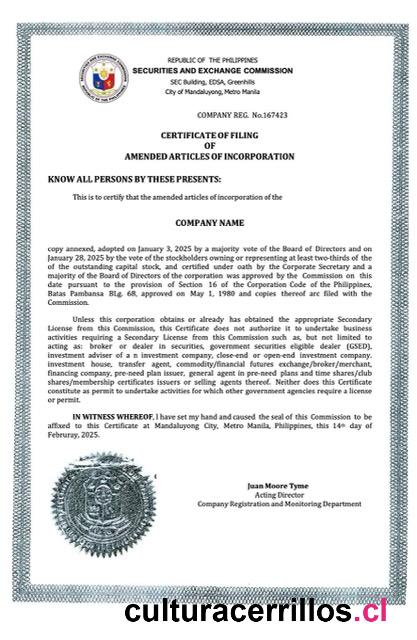 REPUBLIC OF THE PHILIPPINES
SECURITIES AND EXCHANGE COMMISSION
SEC Building, EDSA, Greenhills
City of Mandaluyong, Metro Manila
COMPANY REG. No.167423
CERTIFICATE OF FILING
OF
AMENDED ARTICLES OF INCORPORATION
KNOW ALL PERSONS BY THESE PRESENTS:
This is to certify that the amended articles of incorporation of the
COMPANY NAME
copy annexed, adopted on January 3, 2025 by a majority vote of the Board of Directors and on
January 28, 2025 by the vote of the stockholders owning or representing at least two-thirds of the
of the outstanding capital stock, and certified under oath by the Corporate Secretary and a
majority of the Board of Directors of the corporation was approved by the Commission on this
date pursuant to the provision of Section 16 of the Corporation Code of the Philippines,
Batas Pambansa BLg. 68, approved on May 1, 1980 and copies thereof arc filed with the
Commission.
Unless this corporation obtains or already has obtained the appropriate Secondary
License from this Commission, this Certificate does not authorize it to undertake business
activities requiring a Secondary License from this Commission such as, but not limited to
acting as: broker or dealer in securities, government securities eligible dealer (GSED),
investment adviser of a n investment company, close-end or open-end investment company.
investment house, transfer agent, commodity/financial futures exchange/broker/merchant,
financing company, pre-need plan issuer, general agent in pre-need plans and time shares/club
shares/membership certificates issuers or selling agents thereof. Neither does this Certificate
constitute as permit to undertake activities for which other government agencies require a license
or permit.
IN WITNESS WHEREOF, I have set my hand and caused the seal of this Commission to be
affixed to this Certificate at Mandaluyong City, Metro Manila, Philippines, this 14th day of
Februray, 2025.
Juan Moore Tyme
Acting Director
Company Registration and Monitoring Department
culturacerrillos.cl